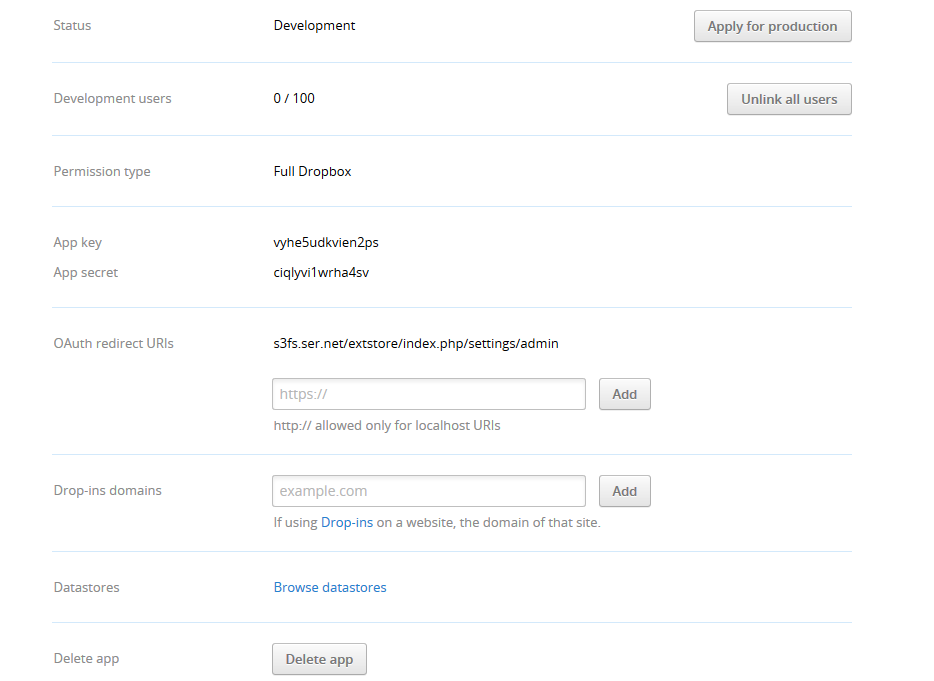 Status Development Apply for production
Development users 0 / 100 Unlink all users
Permission type Full Dropbox
App key vyhe5udkvien2ps
App secret ciqlyvi1wrha4sv
OAuth redirect URIs s3fs.ser.net/extstore/index.php/settings/admin
https:// Add
http:// allowed only for localhost URIs
Drop-ins domains example.com Add
If using Drop-ins on a website, the domain of that site.
Datastores Browse datastores
Delete app Delete app